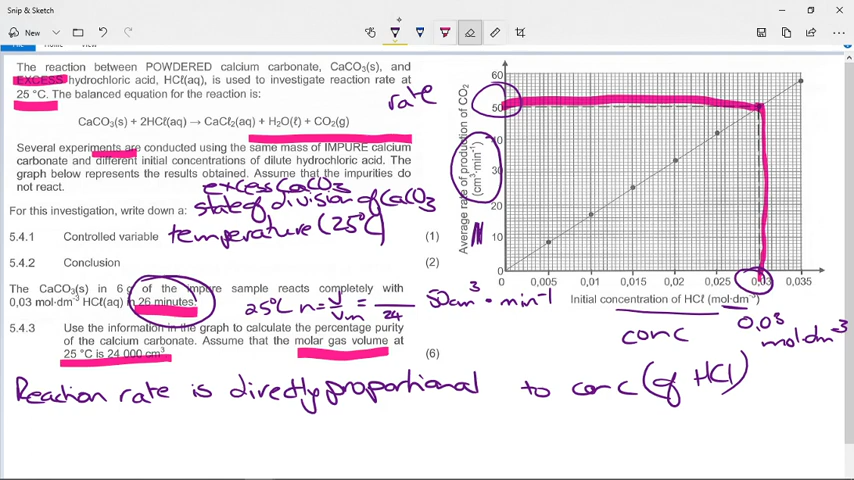 Snip & Sketch
New
The reaction between POWDERED calcium carbonate, CaCO₃(s), and
EXCESS hydrochloric acid, HCℓ(aq), is used to investigate reaction rate at
25 °C. The balanced equation for the reaction is:
rate
CaCO₃(s) + 2HCℓ(aq) → CaCℓ₂(aq) + H₂O(ℓ) + CO₂(g)
Several experiments are conducted using the same mass of IMPURE calcium
carbonate and different initial concentrations of dilute hydrochloric acid. The
graph below represents the results obtained. Assume that the impurities do
not react.
excess CaCO₃
For this investigation, write down a:
state of division of CaCO₃
5.4.1 Controlled variable
temperature (25°C)
(1)
5.4.2 Conclusion (2)
The CaCO₃(s) in 6 g of the impure sample reacts completely with
0,03 mol·dm⁻³ HCℓ(aq) in 26 minutes.
25°C n = V/Vm = /24
50cm³·min⁻¹
5.4.3 Use the information in the graph to calculate the percentage purity
of the calcium carbonate. Assume that the molar gas volume at
25 °C is 24 000 cm³. (6)
Average rate of production of CO₂
(cm³·min⁻¹)
60
50
40
30
20
10
0
0,005 0,01 0,015 0,02 0,025 0,03 0,035
Initial concentration of HCℓ (mol·dm⁻³)
conc
0.03
mol.dm⁻³
Reaction rate is directly proportional to conc (of HCl)